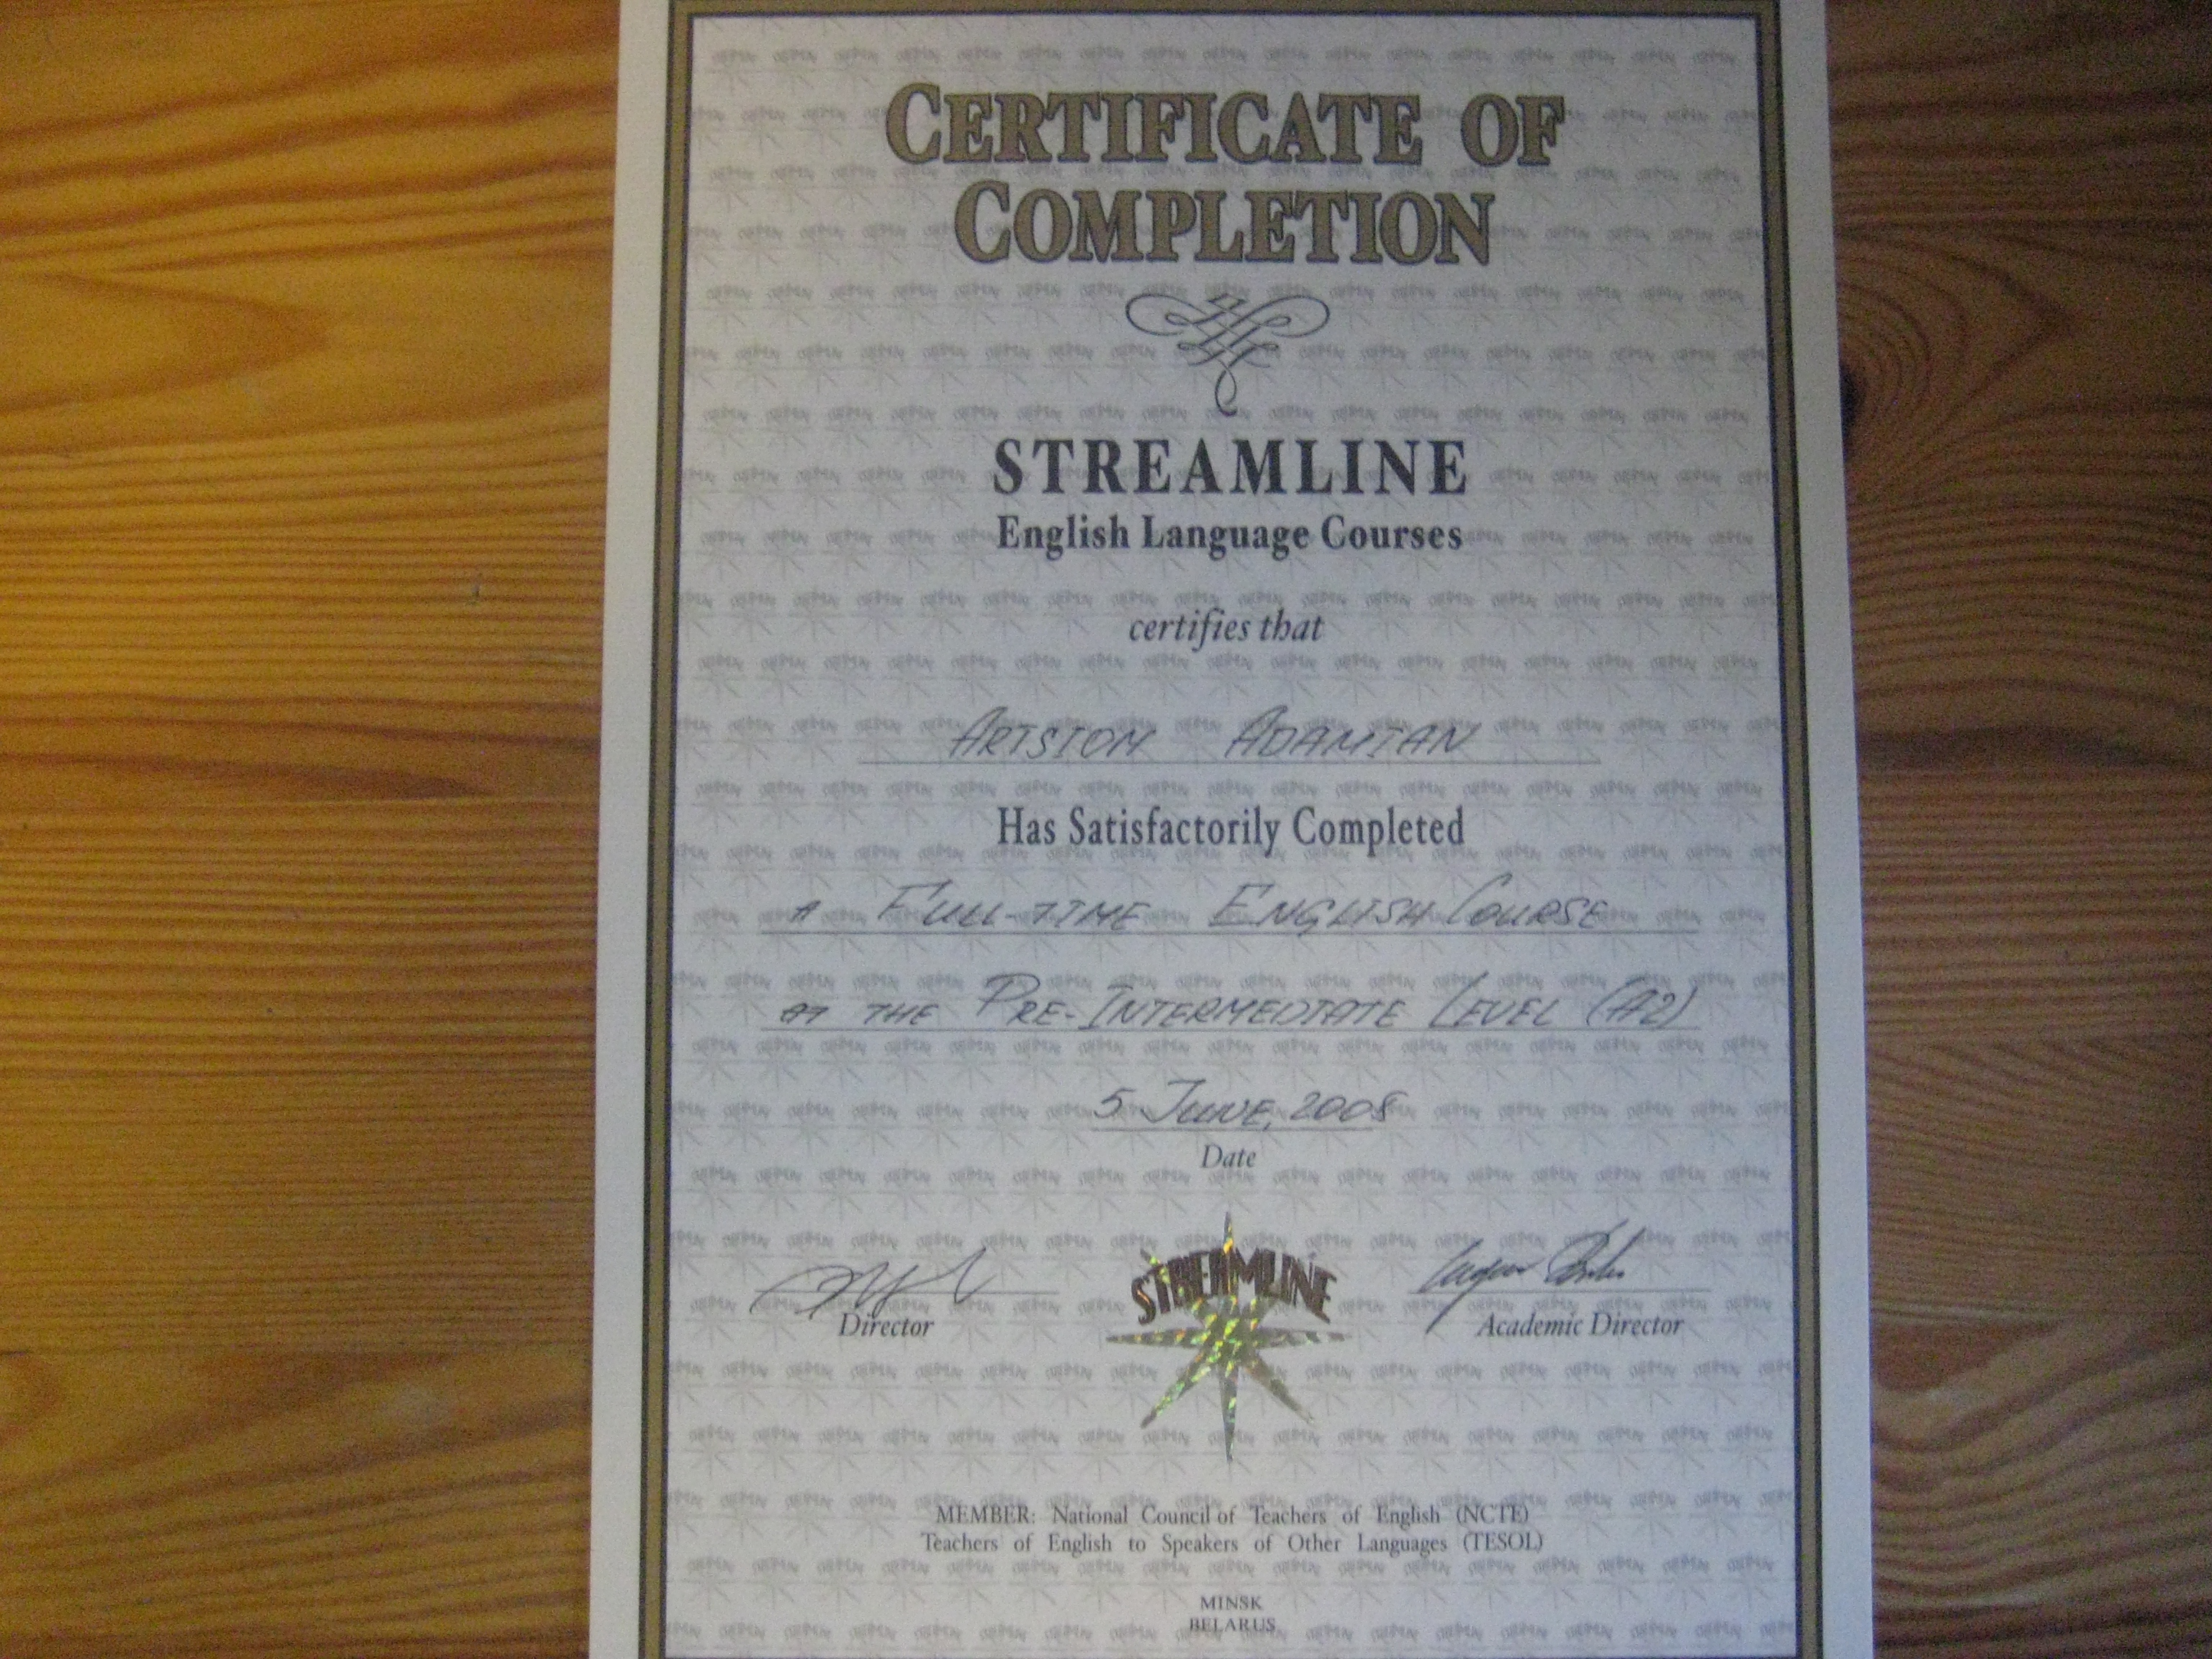 CERTIFICATE OF
COMPLETION
STREAMLINE
English Language Courses
certifies that
ARTSIOM ADAMIAN
Has Satisfactorily Completed
A FULL-TIME ENGLISH COURSE
AT THE PRE-INTERMEDIATE LEVEL (A2)
5 JUNE, 2008
Date
STREAMLINE
Director
Academic Director
MEMBER: National Council of Teachers of English (NCTE)
Teachers of English to Speakers of Other Languages (TESOL)
MINSK
BELARUS